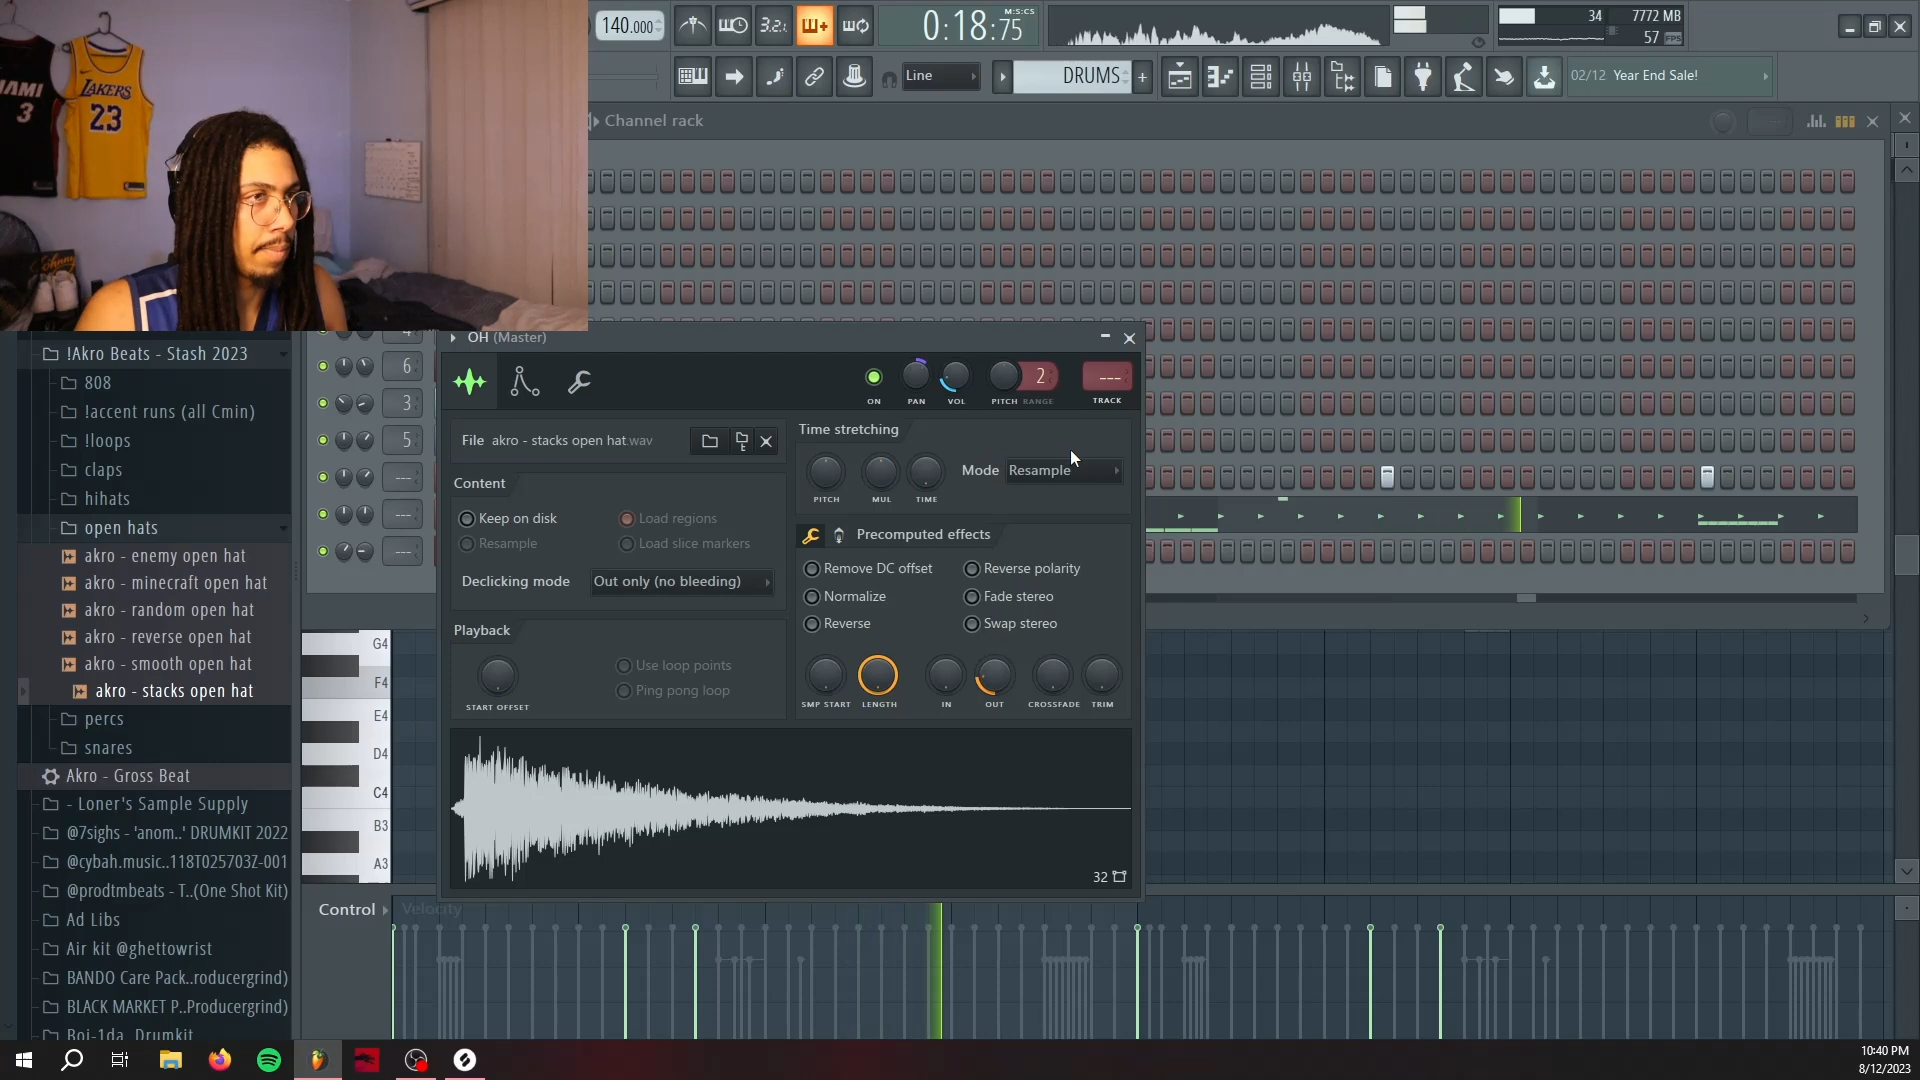 140.000
3.2.
0:18:75
M:S:CS
34
7772 MB
57
FPS
Line
DRUMS
02/12 Year End Sale!
Channel rack
MIAMI
3
LAKERS
23
!Akro Beats - Stash 2023
808
!accent runs (all Cmin)
!loops
claps
hihats
open hats
akro - enemy open hat
akro - minecraft open hat
akro - random open hat
akro - reverse open hat
akro - smooth open hat
akro - stacks open hat
percs
snares
Akro - Gross Beat
- Loner's Sample Supply
@7sighs - 'anom..' DRUMKIT 2022
@cybah.music..118T025703Z-001
@prodtmbeats - T..(One Shot Kit)
Ad Libs
Air kit @ghettowrist
BANDO Care Pack..roducergrind)
BLACK MARKET P..Producergrind)
Boi-1da Drumkit
6
3
5
---
---
---
OH (Master)
ON
PAN
VOL
PITCH
RANGE
2
---
TRACK
File akro - stacks open hat.wav
Content
Keep on disk
Resample
Load regions
Load slice markers
Declicking mode
Out only (no bleeding)
Playback
START OFFSET
Use loop points
Ping pong loop
Time stretching
PITCH
MUL
TIME
Mode
Resample
Precomputed effects
Remove DC offset
Normalize
Reverse
Reverse polarity
Fade stereo
Swap stereo
SMP START
LENGTH
IN
OUT
CROSSFADE
TRIM
32
G4
F4
E4
D4
C4
B3
A3
Control
Velocity
10:40 PM
8/12/2023